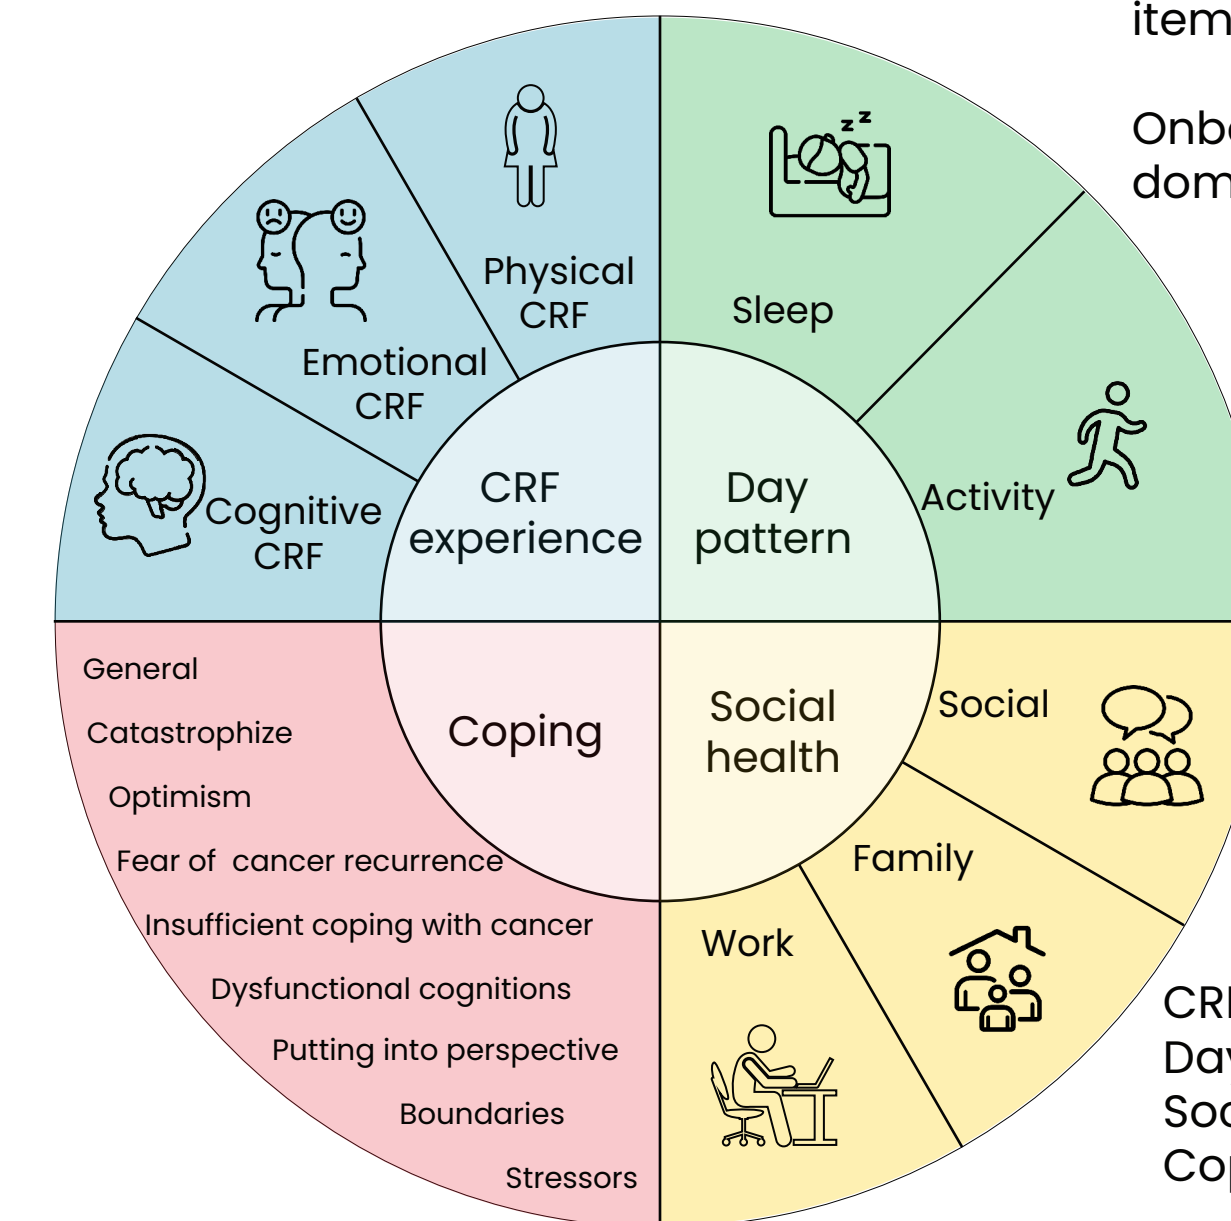 item
Physical
CRF
Emotional
CRF
Cognitive
CRF
CRF
experience
z z
Sleep
Activity
Day
pattern
General
Catastrophize
Optimism
Fear of  cancer recurrence
Insufficient coping with cancer
Dysfunctional cognitions
Putting into perspective
Boundaries
Stressors
Coping
Social
health
Social
Family
Work